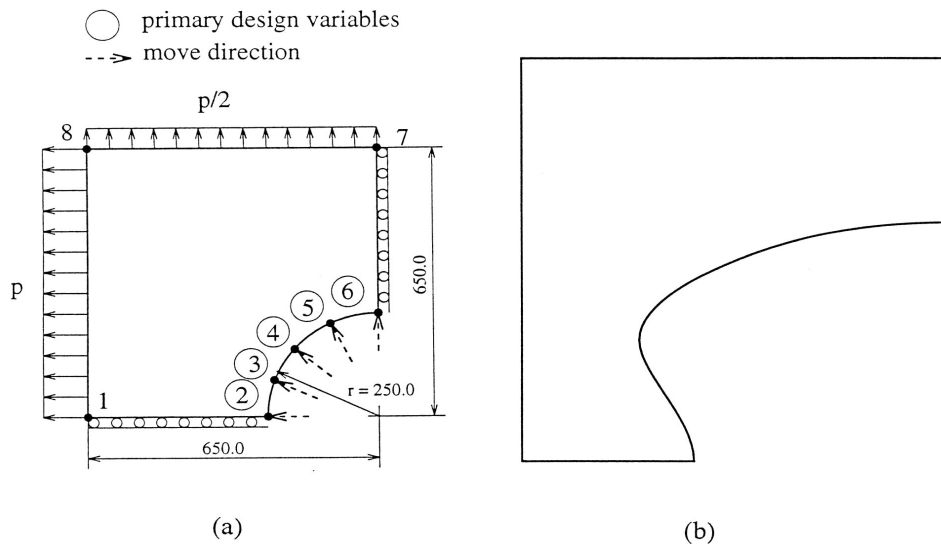 primary design variables
move direction
p/2
8
7
p
6
5
4
3
2
1
650.0
r = 250.0
650.0
(a)
(b)